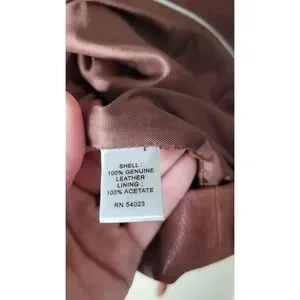 SHELL :
100% GENUINE
LEATHER
LINING :
100% ACETATE
RN 54023